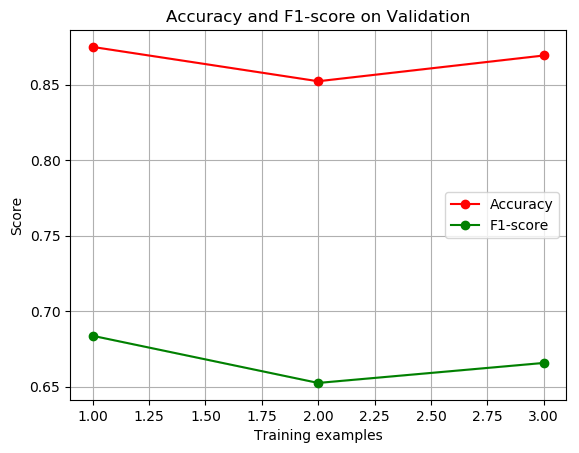 Accuracy and F1-score on Validation
Score
0.85
0.80
0.75
0.70
0.65
Accuracy
F1-score
1.00 1.25 1.50 1.75 2.00 2.25 2.50 2.75 3.00
Training examples